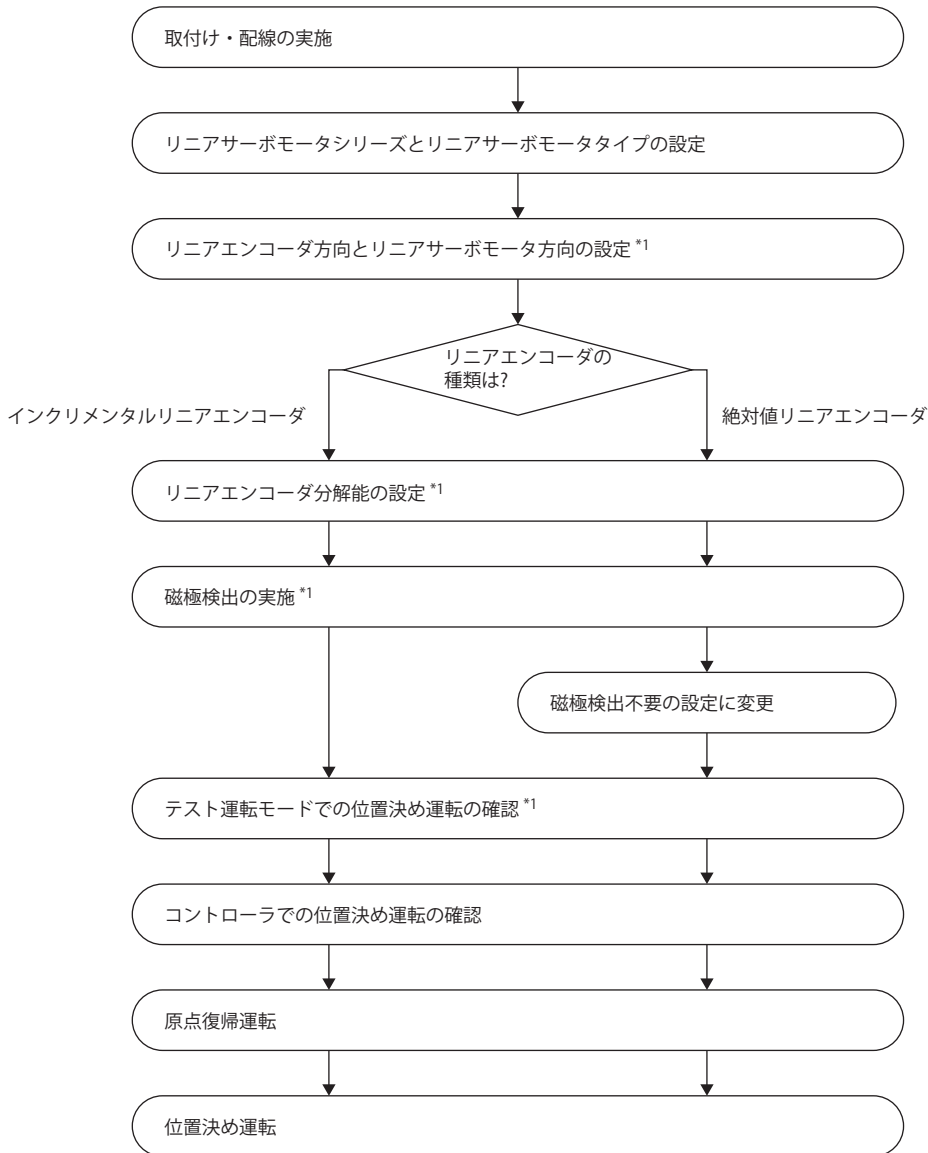 取付け・配線の実施
リニアサーボモータシリーズとリニアサーボモータタイプの設定
リニアエンコーダ方向とリニアサーボモータ方向の設定 *1
リニアエンコーダの
種類は?
インクリメンタルリニアエンコーダ
絶対値リニアエンコーダ
リニアエンコーダ分解能の設定 *1
磁極検出の実施 *1
磁極検出不要の設定に変更
テスト運転モードでの位置決め運転の確認 *1
コントローラでの位置決め運転の確認
原点復帰運転
位置決め運転